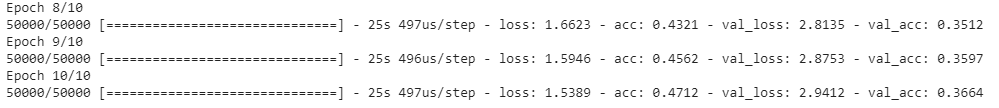 Epoch 8/10
50000/50000 [==============================] - 25s 497us/step - loss: 1.6623 - acc: 0.4321 - val_loss: 2.8135 - val_acc: 0.3512
Epoch 9/10
50000/50000 [==============================] - 25s 496us/step - loss: 1.5946 - acc: 0.4562 - val_loss: 2.8753 - val_acc: 0.3597
Epoch 10/10
50000/50000 [==============================] - 25s 497us/step - loss: 1.5389 - acc: 0.4712 - val_loss: 2.9412 - val_acc: 0.3664